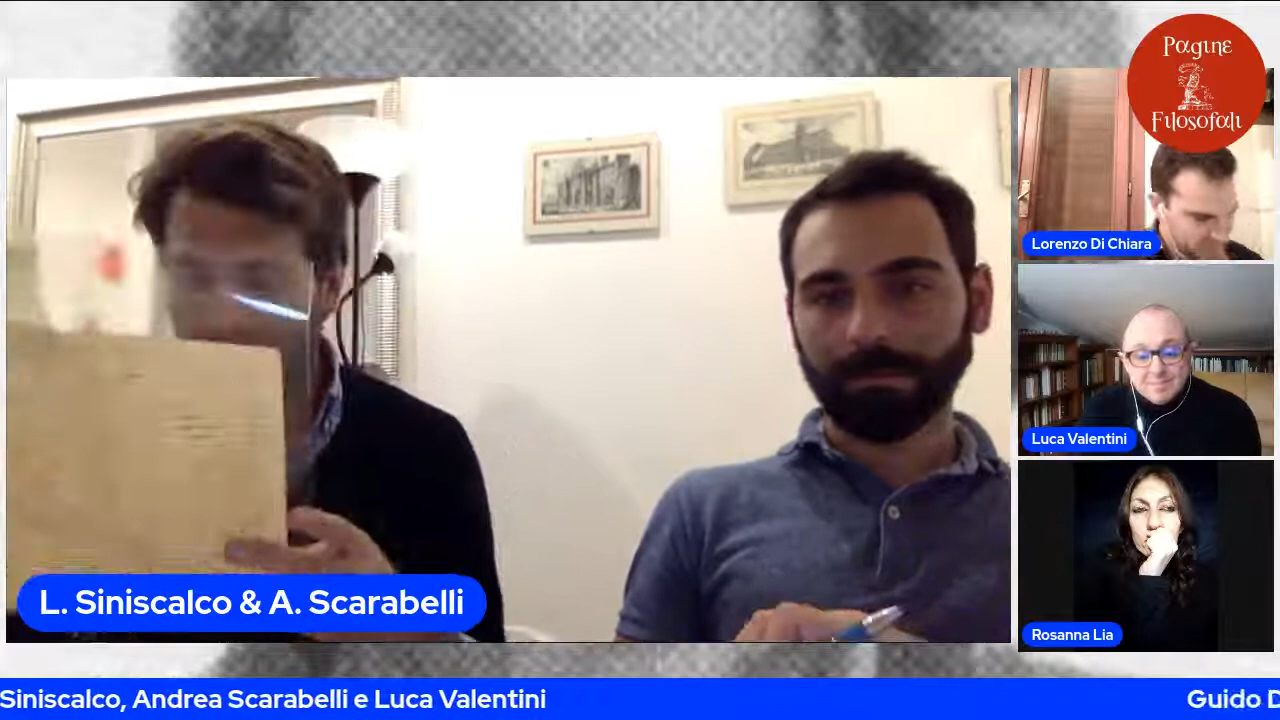 Pagine
Filosofali
Lorenzo Di Chiara
Luca Valentini
Rosanna Lia
L. Siniscalco & A. Scarabelli
Siniscalco, Andrea Scarabelli e Luca Valentini
Guido D